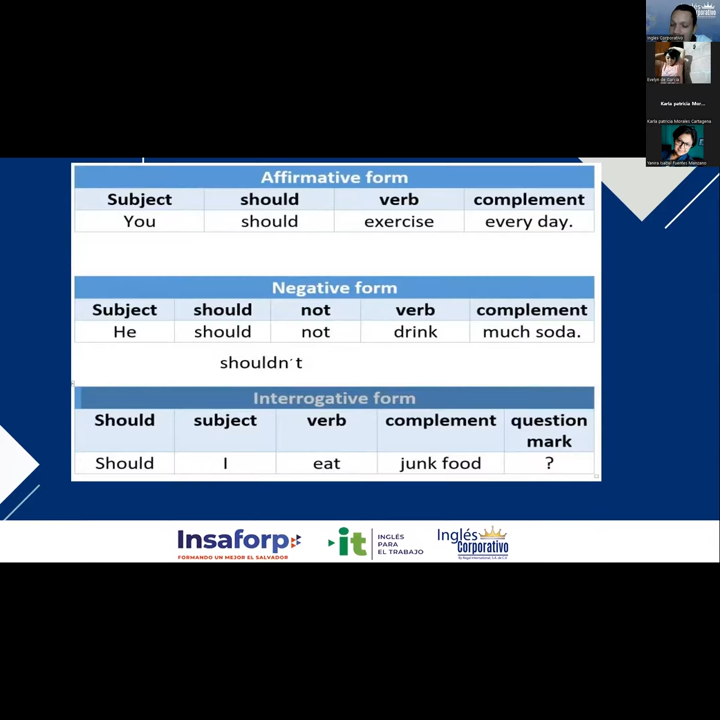 Inglés Corporativo
Evelyn de Garcia
Karla patricia Mor...
Karla patricia Morales Cartagena
Yanira Isabel Fuentes Manzano
Affirmative form
Subject should verb complement
You should exercise every day.
Negative form
Subject should not verb complement
He should not drink much soda.
shouldn´t
Interrogative form
Should subject verb complement question mark
Should I eat junk food ?
Insaforp
FORMANDO UN MEJOR EL SALVADOR
it INGLÉS PARA EL TRABAJO
Inglés Corporativo